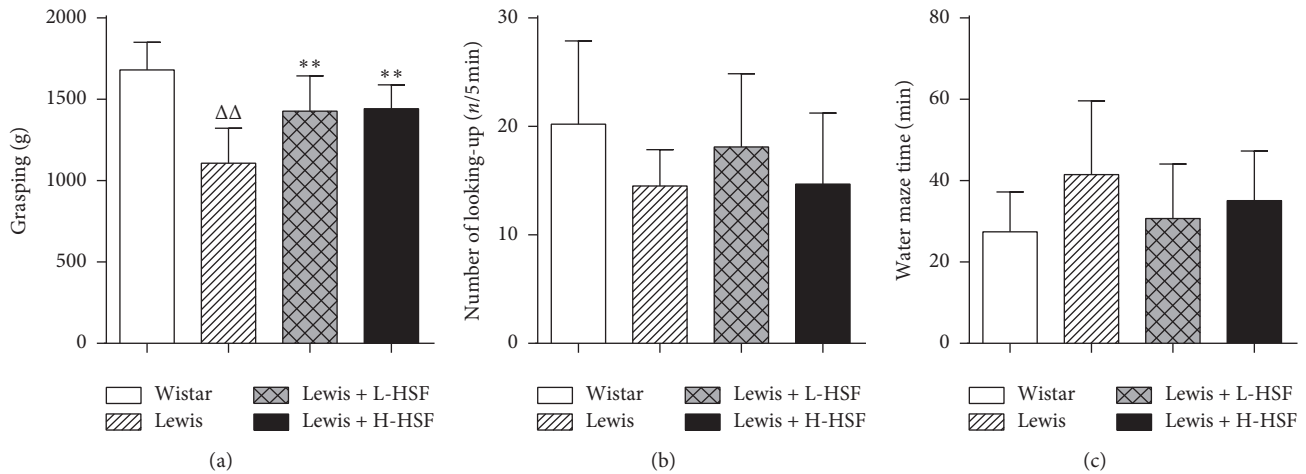 Grasping (g)
2000
1500
1000
500
0
ΔΔ
**
**
Wistar
Lewis
Lewis + L-HSF
Lewis + H-HSF
(a)
Number of looking-up (n/5 min)
30
20
10
0
Wistar
Lewis
Lewis + L-HSF
Lewis + H-HSF
(b)
Water maze time (min)
80
60
40
20
0
Wistar
Lewis
Lewis + L-HSF
Lewis + H-HSF
(c)